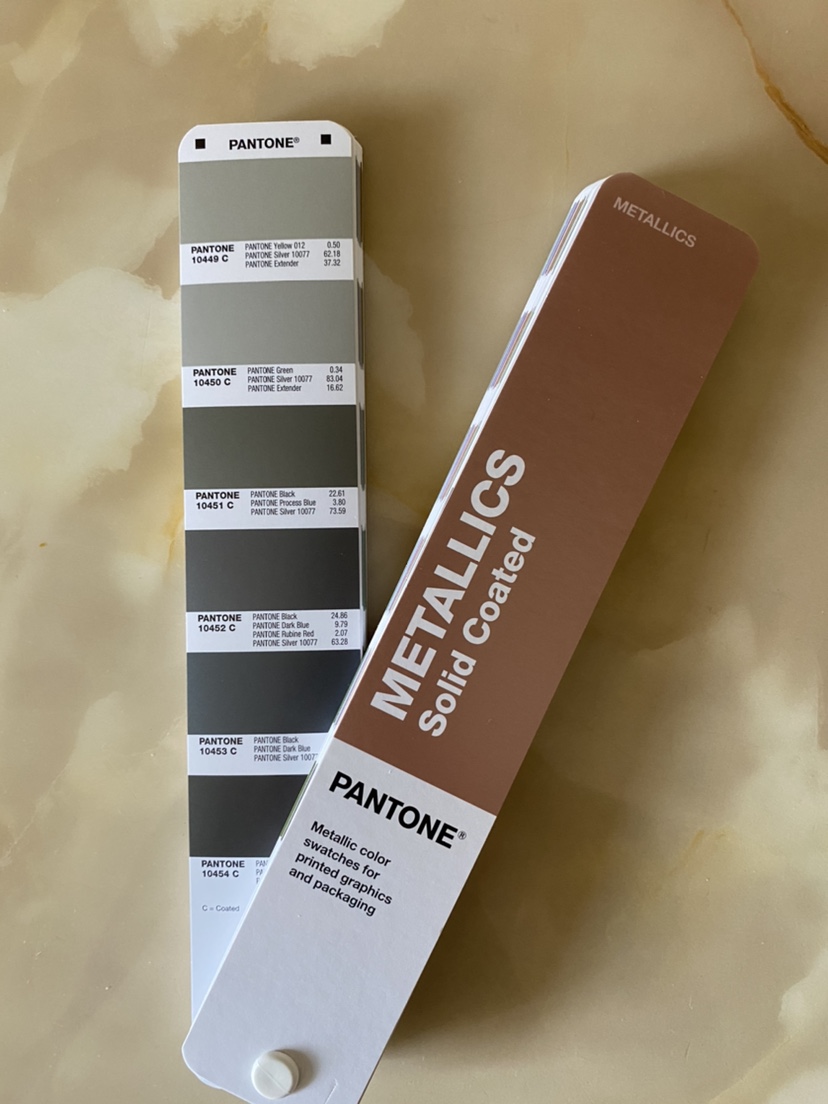 PANTONE®
PANTONE
10449 C
PANTONE Yellow 012 0.50
PANTONE Silver 10077 62.18
PANTONE Extender 37.32
PANTONE
10450 C
PANTONE Green 0.34
PANTONE Silver 10077 83.04
PANTONE Extender 16.62
PANTONE
10451 C
PANTONE Black 22.61
PANTONE Process Blue 3.80
PANTONE Silver 10077 73.59
PANTONE
10452 C
PANTONE Black 24.86
PANTONE Dark Blue 9.79
PANTONE Rubine Red 2.07
PANTONE Silver 10077 63.28
PANTONE
10453 C
PANTONE Black
PANTONE Dark Blue
PANTONE Silver 1007
PANTONE
10454 C
C = Coated
METALLICS
METALLICS
Solid Coated
PANTONE®
Metallic color
swatches for
printed graphics
and packaging